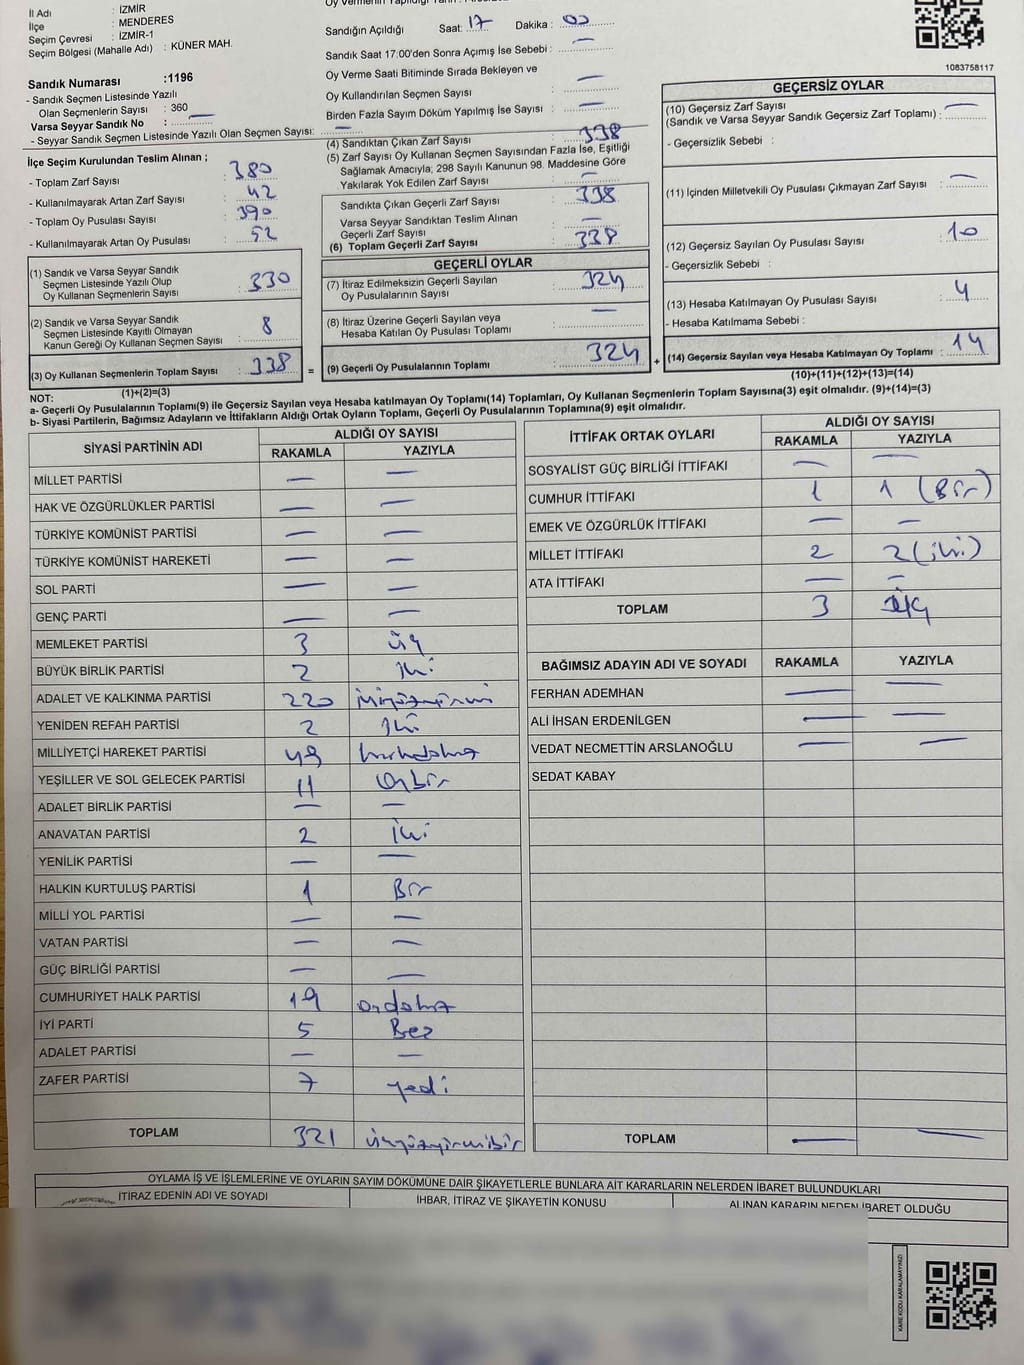 İl Adı : İZMİR
İlçe : MENDERES
Seçim Çevresi : İZMİR-1
Seçim Bölgesi (Mahalle Adı) : KÜNER MAH.
Sandık Numarası :1196
- Sandık Seçmen Listesinde Yazılı
Olan Seçmenlerin Sayısı : 360
Varsa Seyyar Sandık No : —
- Seyyar Sandık Seçmen Listesinde Yazılı Olan Seçmen Sayısı: —
İlçe Seçim Kurulundan Teslim Alınan ;
- Toplam Zarf Sayısı : 380
- Kullanılmayarak Artan Zarf Sayısı : 42
- Toplam Oy Pusulası Sayısı : 390
- Kullanılmayarak Artan Oy Pusulası : 52
(1) Sandık ve Varsa Seyyar Sandık
Seçmen Listesinde Yazılı Olup
Oy Kullanan Seçmenlerin Sayısı : 330
(2) Sandık ve Varsa Seyyar Sandık
Seçmen Listesinde Kayıtlı Olmayan
Kanun Gereği Oy Kullanan Seçmen Sayısı : 8
(3) Oy Kullanan Seçmenlerin Toplam Sayısı : 338 =
(1)+(2)=(3)
Sandığın Açıldığı Saat: 17 Dakika : 00
Sandık Saat 17:00'den Sonra Açımış İse Sebebi : —
Oy Verme Saati Bitiminde Sırada Bekleyen ve
Oy Kullandırılan Seçmen Sayısı : —
Birden Fazla Sayım Döküm Yapılmış İse Sayısı : —
(4) Sandıktan Çıkan Zarf Sayısı : 338
(5) Zarf Sayısı Oy Kullanan Seçmen Sayısından Fazla İse, Eşitliği
Sağlamak Amacıyla; 298 Sayılı Kanunun 98. Maddesine Göre
Yakılarak Yok Edilen Zarf Sayısı : —
Sandıkta Çıkan Geçerli Zarf Sayısı : 338
Varsa Seyyar Sandıktan Teslim Alınan
Geçerli Zarf Sayısı : —
(6) Toplam Geçerli Zarf Sayısı : 338
GEÇERLİ OYLAR
(7) İtiraz Edilmeksizin Geçerli Sayılan
Oy Pusulalarının Sayısı : 324
(8) İtiraz Üzerine Geçerli Sayılan veya
Hesaba Katılan Oy Pusulası Toplamı : —
(9) Geçerli Oy Pusulalarının Toplamı : 324 +
1083758117
GEÇERSİZ OYLAR
(10) Geçersiz Zarf Sayısı
(Sandık ve Varsa Seyyar Sandık Geçersiz Zarf Toplamı) : —
- Geçersizlik Sebebi :
(11) İçinden Milletvekili Oy Pusulası Çıkmayan Zarf Sayısı : —
(12) Geçersiz Sayılan Oy Pusulası Sayısı : 10
- Geçersizlik Sebebi :
(13) Hesaba Katılmayan Oy Pusulası Sayısı : 4
- Hesaba Katılmama Sebebi :
(14) Geçersiz Sayılan veya Hesaba Katılmayan Oy Toplamı : 14
(10)+(11)+(12)+(13)=(14)
NOT:
a- Geçerli Oy Pusulalarının Toplamı(9) ile Geçersiz Sayılan veya Hesaba katılmayan Oy Toplamı(14) Toplamları, Oy Kullanan Seçmenlerin Toplam Sayısına(3) eşit olmalıdır. (9)+(14)=(3)
b- Siyasi Partilerin, Bağımsız Adayların ve İttifakların Aldığı Ortak Oyların Toplamı, Geçerli Oy Pusulalarının Toplamına(9) eşit olmalıdır.
SİYASİ PARTİNİN ADI ALDIĞI OY SAYISI
RAKAMLA YAZIYLA
MİLLET PARTİSİ — —
HAK VE ÖZGÜRLÜKLER PARTİSİ — —
TÜRKİYE KOMÜNİST PARTİSİ — —
TÜRKİYE KOMÜNİST HAREKETİ — —
SOL PARTİ — —
GENÇ PARTİ — —
MEMLEKET PARTİSİ 3 üç
BÜYÜK BİRLİK PARTİSİ 2 iki
ADALET VE KALKINMA PARTİSİ 220 ikiyüzyirmi
YENİDEN REFAH PARTİSİ 2 iki
MİLLİYETÇİ HAREKET PARTİSİ 49 kırkdokuz
YEŞİLLER VE SOL GELECEK PARTİSİ 11 Onbir
ADALET BİRLİK PARTİSİ — —
ANAVATAN PARTİSİ 2 iki
YENİLİK PARTİSİ — —
HALKIN KURTULUŞ PARTİSİ 1 Bir
MİLLİ YOL PARTİSİ — —
VATAN PARTİSİ — —
GÜÇ BİRLİĞİ PARTİSİ — —
CUMHURİYET HALK PARTİSİ 19 ondokuz
İYİ PARTİ 5 Beş
ADALET PARTİSİ — —
ZAFER PARTİSİ 7 yedi
TOPLAM 321 üçyüzyirmibir
İTTİFAK ORTAK OYLARI ALDIĞI OY SAYISI
RAKAMLA YAZIYLA
SOSYALİST GÜÇ BİRLİĞİ İTTİFAKI — —
CUMHUR İTTİFAKI 1 1 (Bir)
EMEK VE ÖZGÜRLÜK İTTİFAKI — —
MİLLET İTTİFAKI 2 2 (iki)
ATA İTTİFAKI — —
TOPLAM 3 üç
BAĞIMSIZ ADAYIN ADI VE SOYADI RAKAMLA YAZIYLA
FERHAN ADEMHAN — —
ALİ İHSAN ERDENİLGEN — —
VEDAT NECMETTİN ARSLANOĞLU — —
SEDAT KABAY
TOPLAM — —
OYLAMA İŞ VE İŞLEMLERİNE VE OYLARIN SAYIM DÖKÜMÜNE DAİR ŞİKAYETLERLE BUNLARA AİT KARARLARIN NELERDEN İBARET BULUNDUKLARI
İTİRAZ EDENİN ADI VE SOYADI İHBAR, İTİRAZ VE ŞİKAYETİN KONUSU ALINAN KARARIN NEDEN İBARET OLDUĞU
KARE KODU KARALAMAYINIZ!